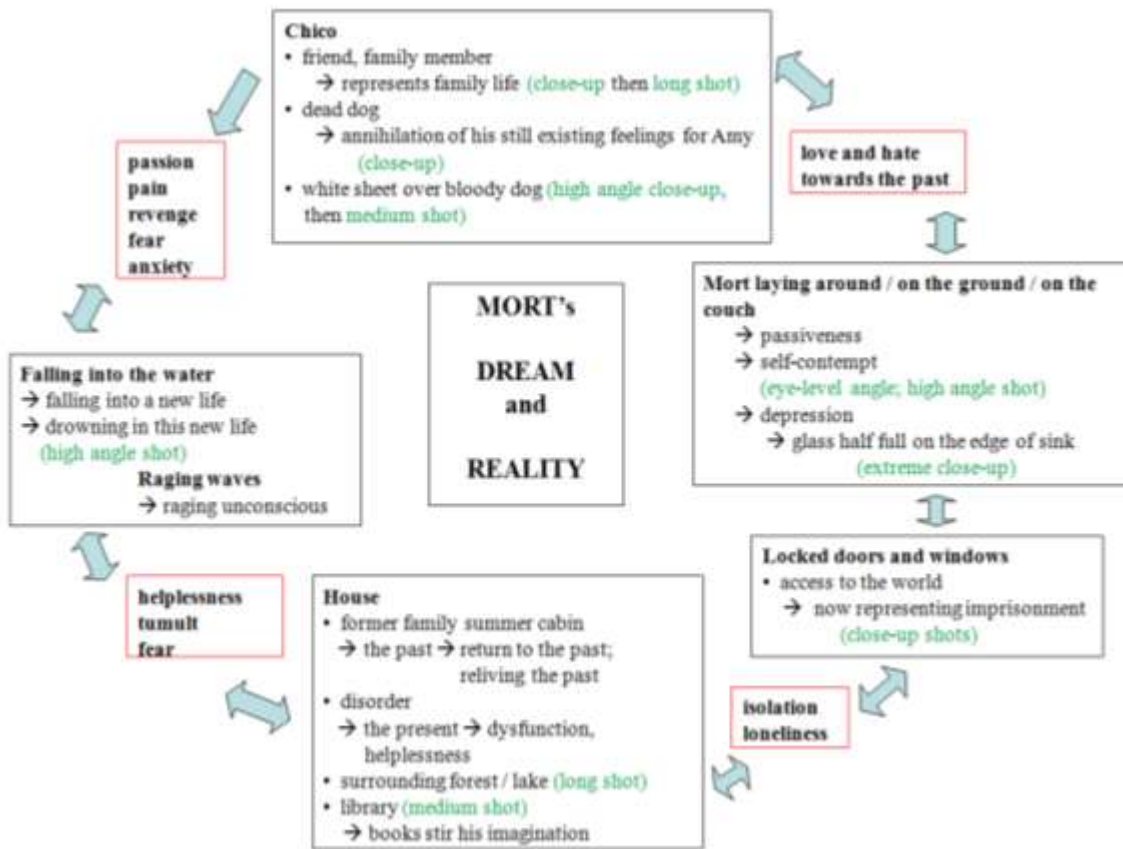 Chico
• friend, family member
→ represents family life (close-up then long shot)
• dead dog
→ annihilation of his still existing feelings for Amy
(close-up)
• white sheet over bloody dog (high angle close-up,
then medium shot)
love and hate
towards the past
Mort laying around / on the ground / on the
couch
→ passiveness
→ self-contempt
(eye-level angle; high angle shot)
→ depression
→ glass half full on the edge of sink
(extreme close-up)
Locked doors and windows
• access to the world
→ now representing imprisonment
(close-up shots)
isolation
loneliness
House
• former family summer cabin
→ the past → return to the past;
reliving the past
• disorder
→ the present → dysfunction,
helplessness
• surrounding forest / lake (long shot)
• library (medium shot)
→ books stir his imagination
helplessness
tumult
fear
Falling into the water
→ falling into a new life
→ drowning in this new life
(high angle shot)
Raging waves
→ raging unconscious
passion
pain
revenge
fear
anxiety
MORT's
DREAM
and
REALITY